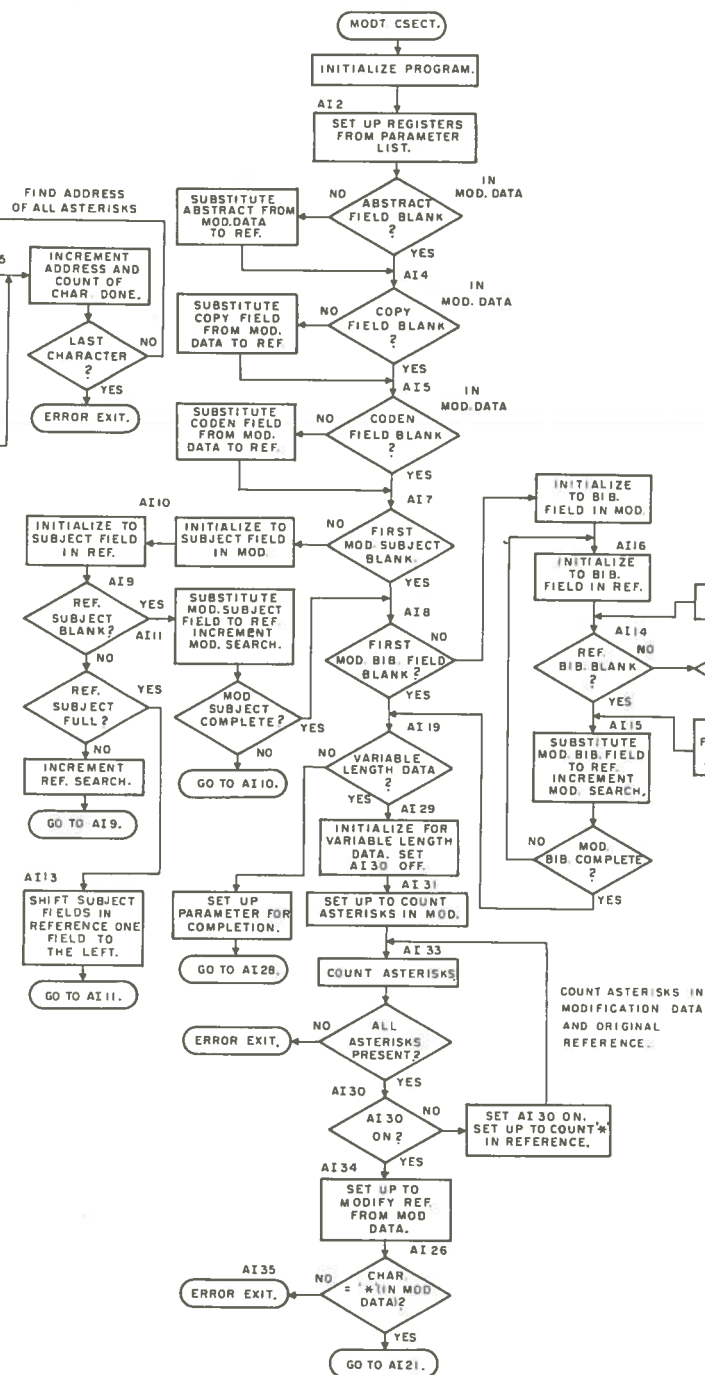 MODT CSECT.
INITIALIZE PROGRAM.
AI2
SET UP REGISTERS
FROM PARAMETER
LIST.
IN
MOD. DATA
NO
ABSTRACT
FIELD BLANK
?
YES
SUBSTITUTE
ABSTRACT FROM
MOD.DATA
TO REF.
FIND ADDRESS
OF ALL ASTERISKS
INCREMENT
ADDRESS AND
COUNT OF
CHAR. DONE.
LAST
CHARACTER
?
NO
YES
ERROR EXIT.
AI4
IN
MOD. DATA
NO
COPY
FIELD BLANK
?
YES
SUBSTITUTE
COPY FIELD
FROM MOD.
DATA TO REF.
AI5
IN
MOD. DATA
NO
CODEN
FIELD BLANK
?
YES
SUBSTITUTE
CODEN FIELD
FROM MOD.
DATA TO REF.
AI7
NO
FIRST
MOD. SUBJECT
BLANK.
YES
INITIALIZE TO
SUBJECT FIELD
IN MOD.
AI10
INITIALIZE TO
SUBJECT FIELD
IN REF.
AI9
REF.
SUBJECT
BLANK?
YES
AI11
NO
SUBSTITUTE
MOD.SUBJECT
FIELD TO REF.
INCREMENT
MOD. SEARCH.
REF.
SUBJECT
FULL?
YES
NO
MOD
SUBJECT
COMPLETE?
YES
NO
GO TO AI10.
INCREMENT
REF. SEARCH.
GO TO AI9.
AI13
SHIFT SUBJECT
FIELDS IN
REFERENCE ONE
FIELD TO
THE LEFT.
GO TO AI11.
AI8
FIRST
MOD. BIB. FIELD
BLANK?
NO
YES
INITIALIZE
TO BIB.
FIELD IN MOD.
AI16
INITIALIZE
TO BIB.
FIELD IN REF.
AI14
REF.
BIB. BLANK
?
NO
YES
AI15
SUBSTITUTE
MOD. BIB. FIELD
TO REF.
INCREMENT
MOD. SEARCH.
NO
MOD.
BIB. COMPLETE
?
YES
AI19
NO
VARIABLE
LENGTH DATA
?
YES
SET UP
PARAMETER FOR
COMPLETION.
GO TO AI28.
AI29
INITIALIZE FOR
VARIABLE LENGTH
DATA. SET
AI30 OFF.
AI31
SET UP TO COUNT
ASTERISKS IN MOD.
AI33
COUNT ASTERISKS
COUNT ASTERISKS IN
MODIFICATION DATA
AND ORIGINAL
REFERENCE.
NO
ALL
ASTERISKS
PRESENT?
YES
ERROR EXIT.
AI30
AI30
ON?
NO
YES
SET AI30 ON.
SET UP TO COUNT'*'
IN REFERENCE.
AI34
SET UP TO
MODIFY REF.
FROM MOD
DATA.
AI26
AI35
ERROR EXIT.
NO
CHAR.
= '*'(IN MOD
DATA)?
YES
GO TO AI21.